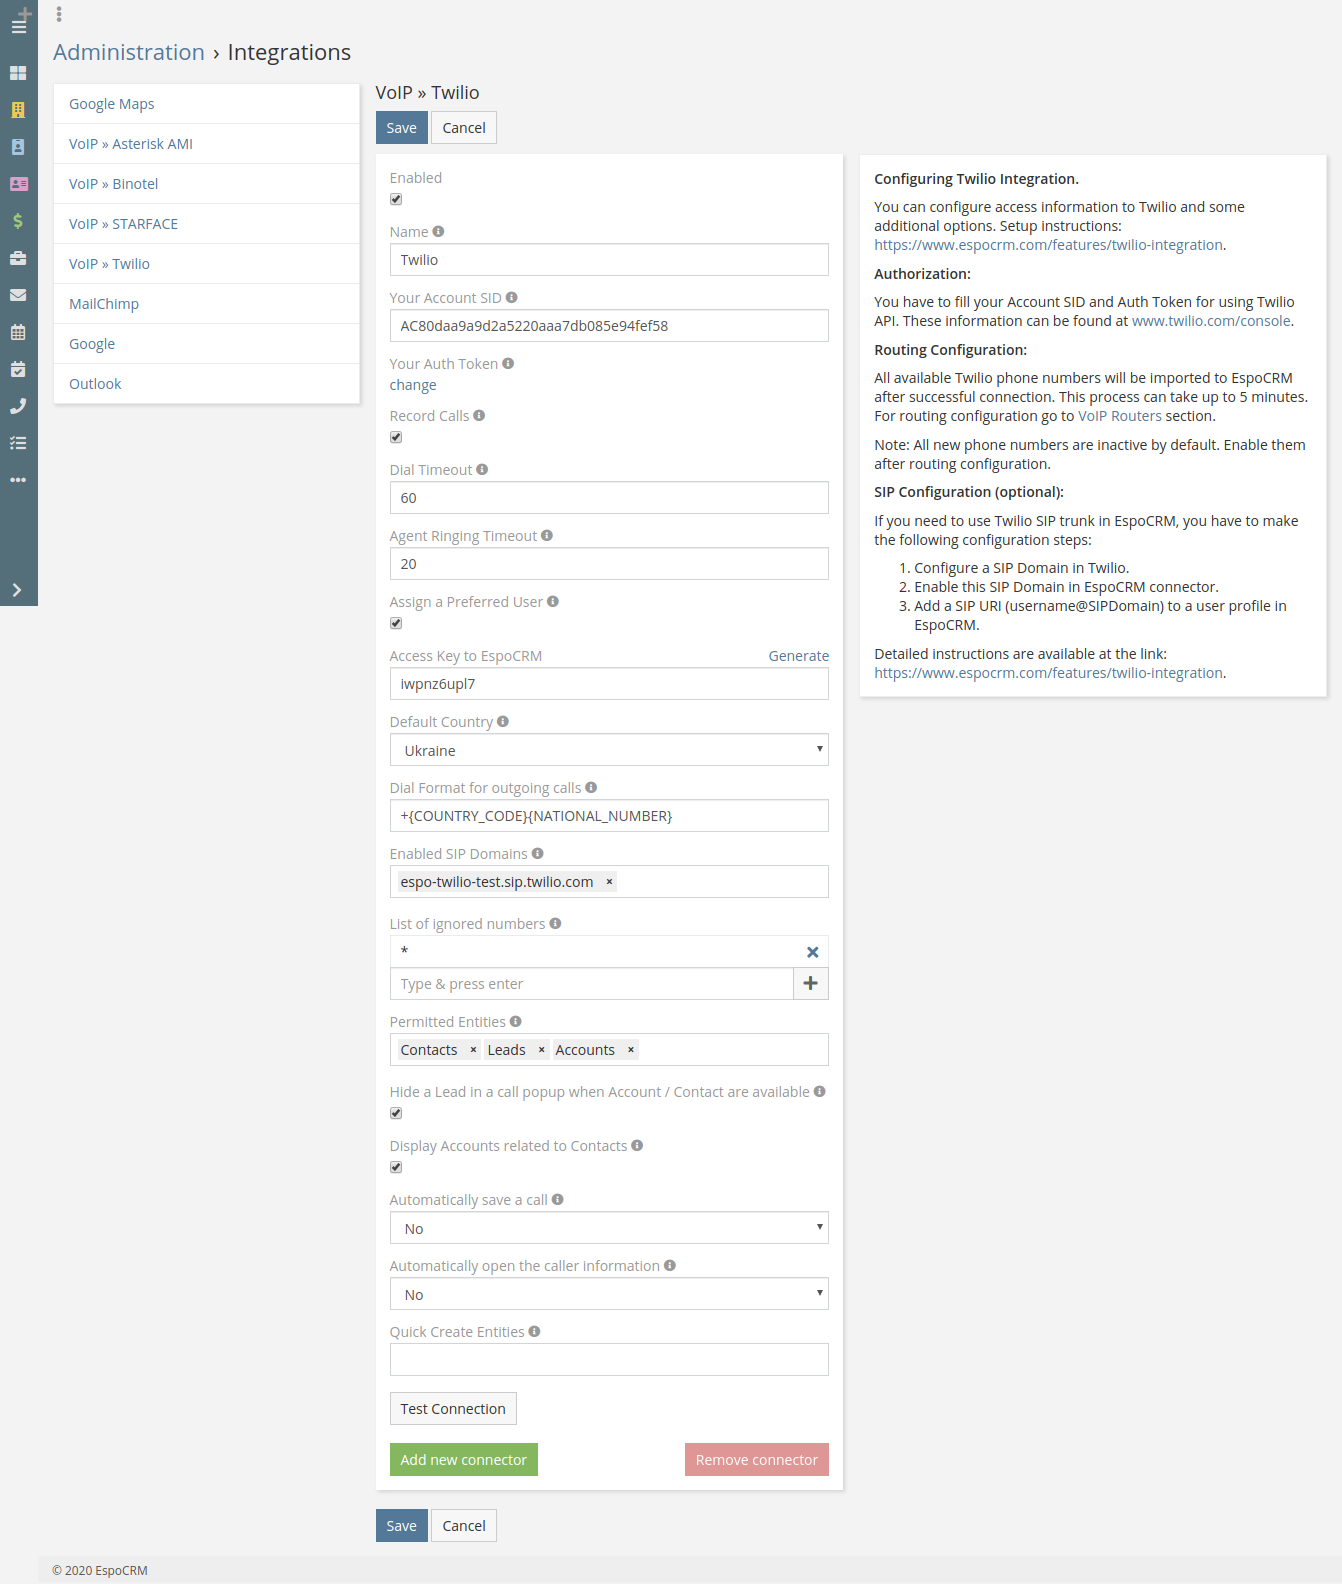 Administration › Integrations
Google Maps
VoIP » Asterisk AMI
VoIP » Binotel
VoIP » STARFACE
VoIP » Twilio
MailChimp
Google
Outlook
VoIP » Twilio
Save Cancel
Enabled
Name
Twilio
Your Account SID
AC80daa9a9d2a5220aaa7db085e94fef58
Your Auth Token
change
Record Calls
Dial Timeout
60
Agent Ringing Timeout
20
Assign a Preferred User
Access Key to EspoCRM Generate
iwpnz6upl7
Default Country
Ukraine
Dial Format for outgoing calls
+{COUNTRY_CODE}{NATIONAL_NUMBER}
Enabled SIP Domains
espo-twilio-test.sip.twilio.com ×
List of ignored numbers
*
Type & press enter
Permitted Entities
Contacts × Leads × Accounts ×
Hide a Lead in a call popup when Account / Contact are available
Display Accounts related to Contacts
Automatically save a call
No
Automatically open the caller information
No
Quick Create Entities
Test Connection
Add new connector Remove connector
Save Cancel
Configuring Twilio Integration.
You can configure access information to Twilio and some
additional options. Setup instructions:
https://www.espocrm.com/features/twilio-integration.
Authorization:
You have to fill your Account SID and Auth Token for using Twilio
API. These information can be found at www.twilio.com/console.
Routing Configuration:
All available Twilio phone numbers will be imported to EspoCRM
after successful connection. This process can take up to 5 minutes.
For routing configuration go to VoIP Routers section.
Note: All new phone numbers are inactive by default. Enable them
after routing configuration.
SIP Configuration (optional):
If you need to use Twilio SIP trunk in EspoCRM, you have to make
the following configuration steps:
1. Configure a SIP Domain in Twilio.
2. Enable this SIP Domain in EspoCRM connector.
3. Add a SIP URI (username@SIPDomain) to a user profile in
EspoCRM.
Detailed instructions are available at the link:
https://www.espocrm.com/features/twilio-integration.
© 2020 EspoCRM